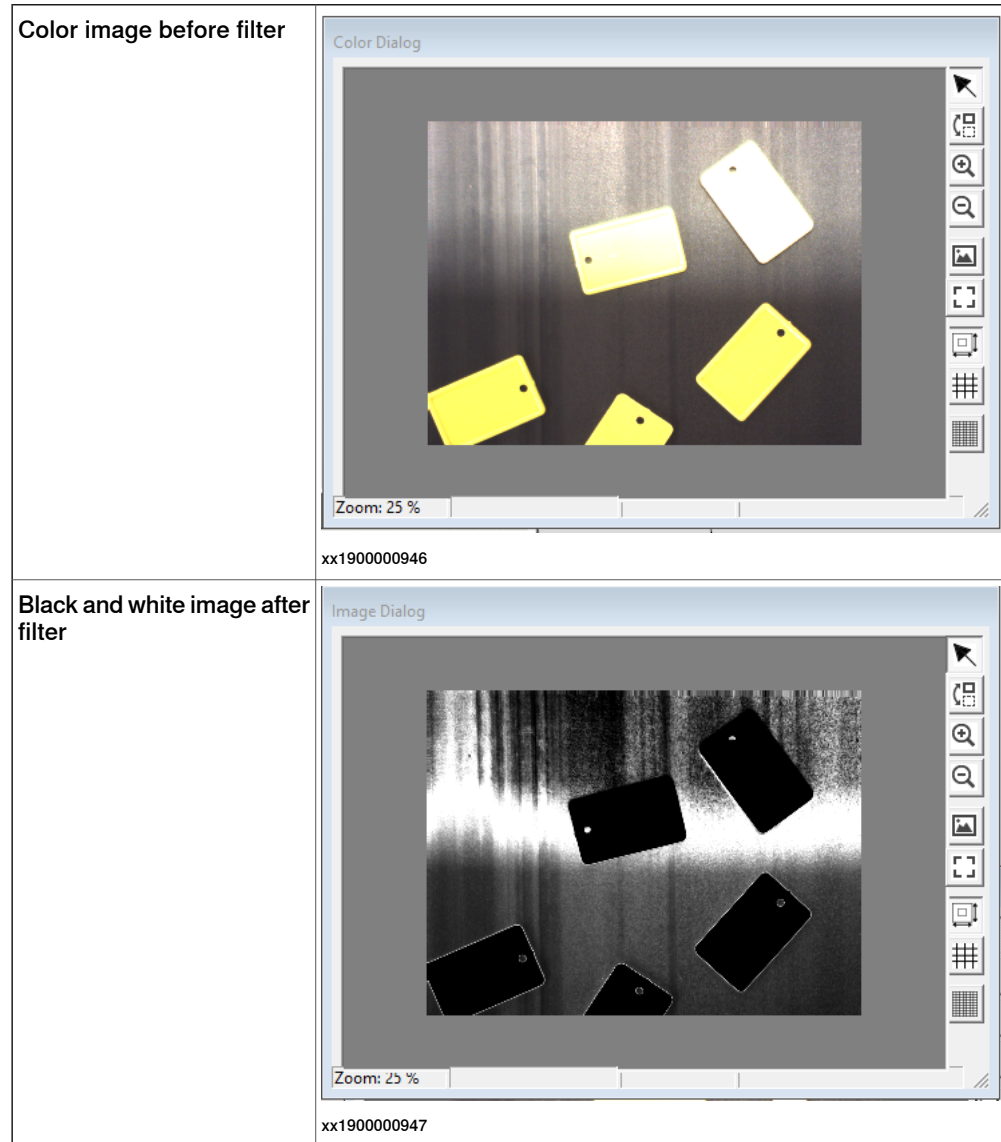 Color image before filter
Color Dialog
Zoom: 25 %
xx1900000946
Black and white image after
filter
Image Dialog
Zoom: 25 %
xx1900000947